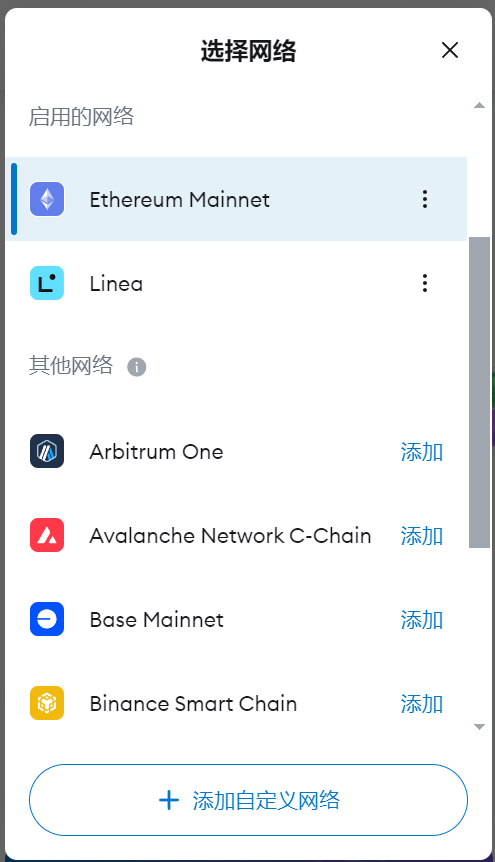 选择网络
启用的网络
Ethereum Mainnet
Linea
其他网络
Arbitrum One 添加
Avalanche Network C-Chain 添加
Base Mainnet 添加
Binance Smart Chain 添加
添加自定义网络